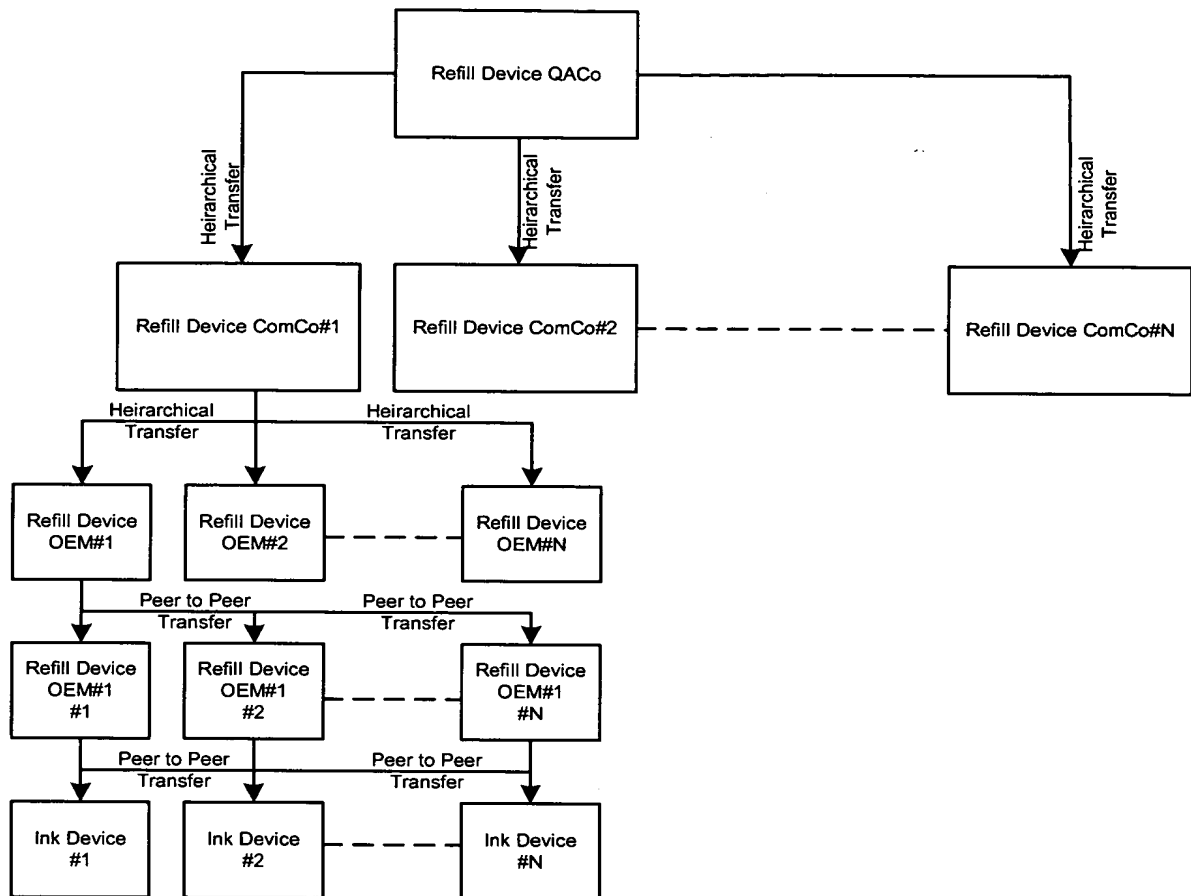 Refill Device QACo
Heirarchical
Transfer
Heirarchical
Transfer
Heirarchical
Transfer
Refill Device ComCo#1
Refill Device ComCo#2
Refill Device ComCo#N
Heirarchical
Transfer
Heirarchical
Transfer
Refill Device
OEM#1
Refill Device
OEM#2
Refill Device
OEM#N
Peer to Peer
Transfer
Peer to Peer
Transfer
Refill Device
OEM#1
#1
Refill Device
OEM#1
#2
Refill Device
OEM#1
#N
Peer to Peer
Transfer
Peer to Peer
Transfer
Ink Device
#1
Ink Device
#2
Ink Device
#N